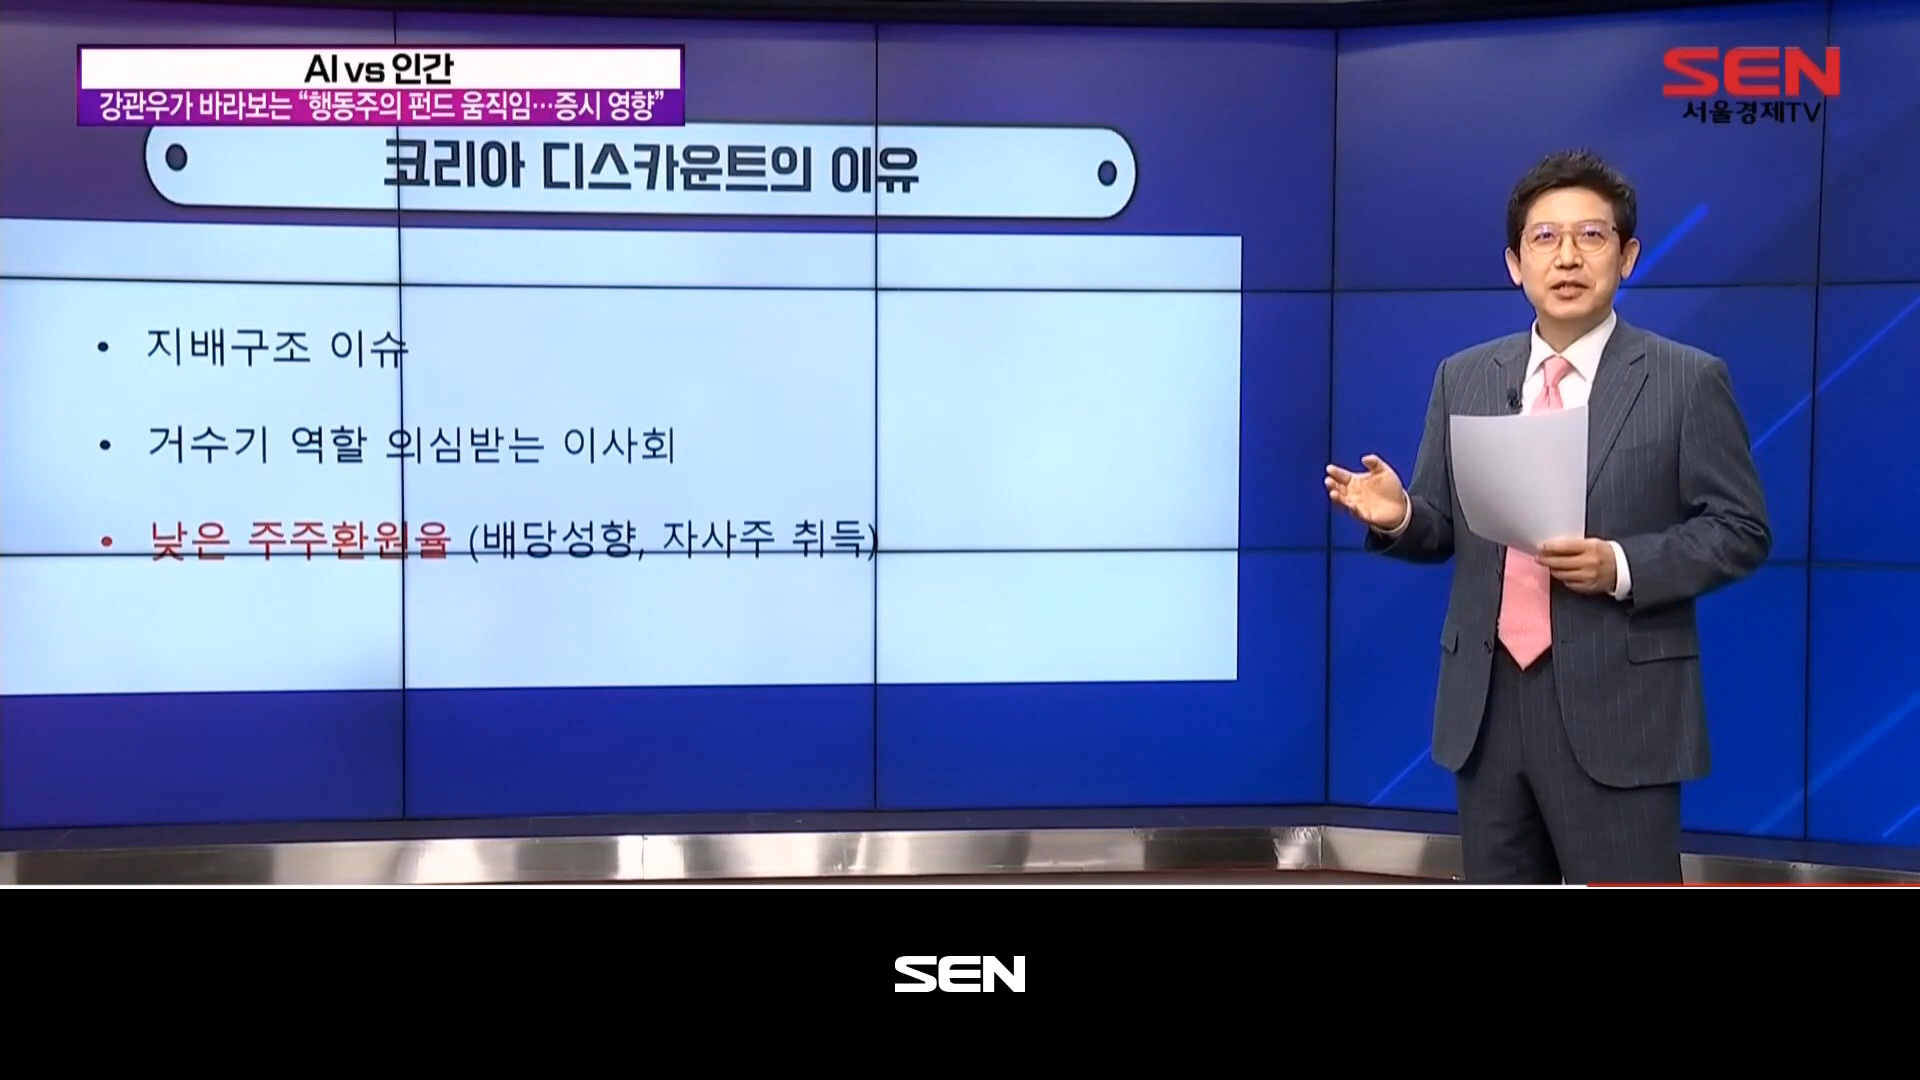 AI vs 인간
강관우가 바라보는 “행동주의 펀드 움직임…증시 영향”
SEN
서울경제TV
코리아 디스카운트의 이유
• 지배구조 이슈
• 거수기 역할 의심받는 이사회
• 낮은 주주환원율 (배당성향, 자사주 취득)
SEN